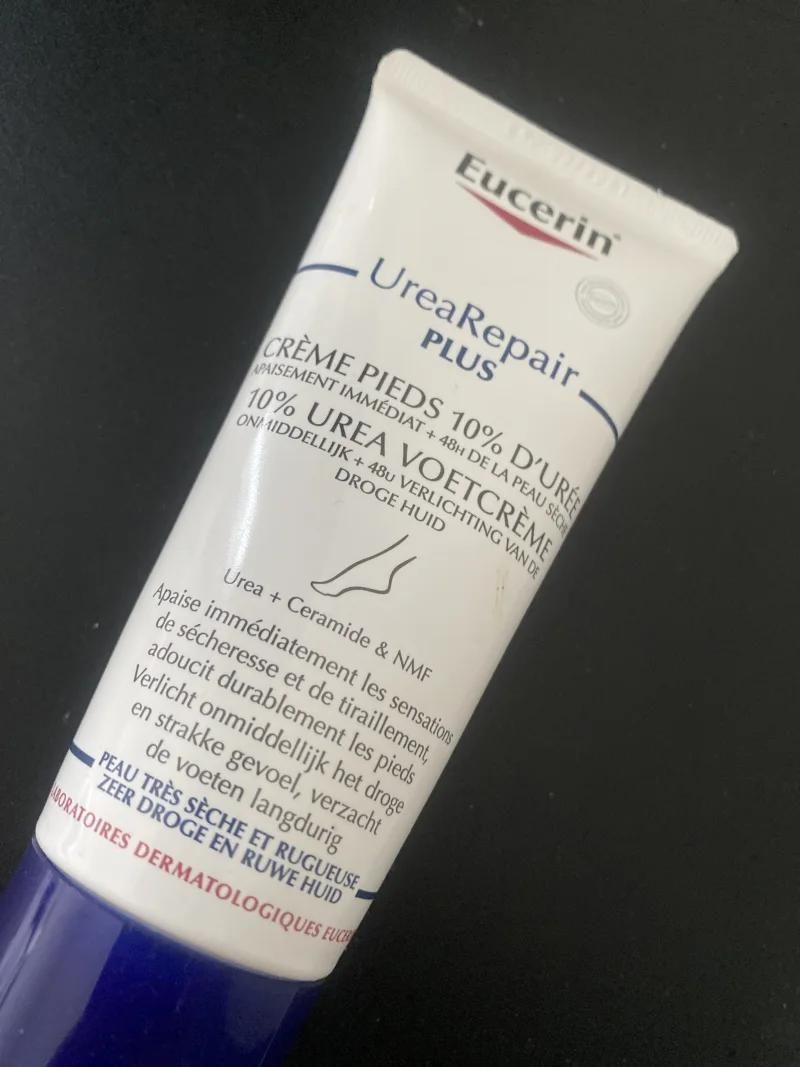 Eucerin
UreaRepair
PLUS
CRÈME PIEDS 10% D'URÉE
APAISEMENT IMMÉDIAT + 48H DE LA PEAU SÈCHE
10% UREA VOETCRÈME
ONMIDDELLIJK + 48U VERLICHTING VAN DE
DROGE HUID
Urea + Ceramide & NMF
Apaise immédiatement les sensations
de sécheresse et de tiraillement,
adoucit durablement les pieds
Verlicht onmiddellijk het droge
en strakke gevoel, verzacht
de voeten langdurig
PEAU TRÈS SÈCHE ET RUGUEUSE
ZEER DROGE EN RUWE HUID
LABORATOIRES DERMATOLOGIQUES EUCER